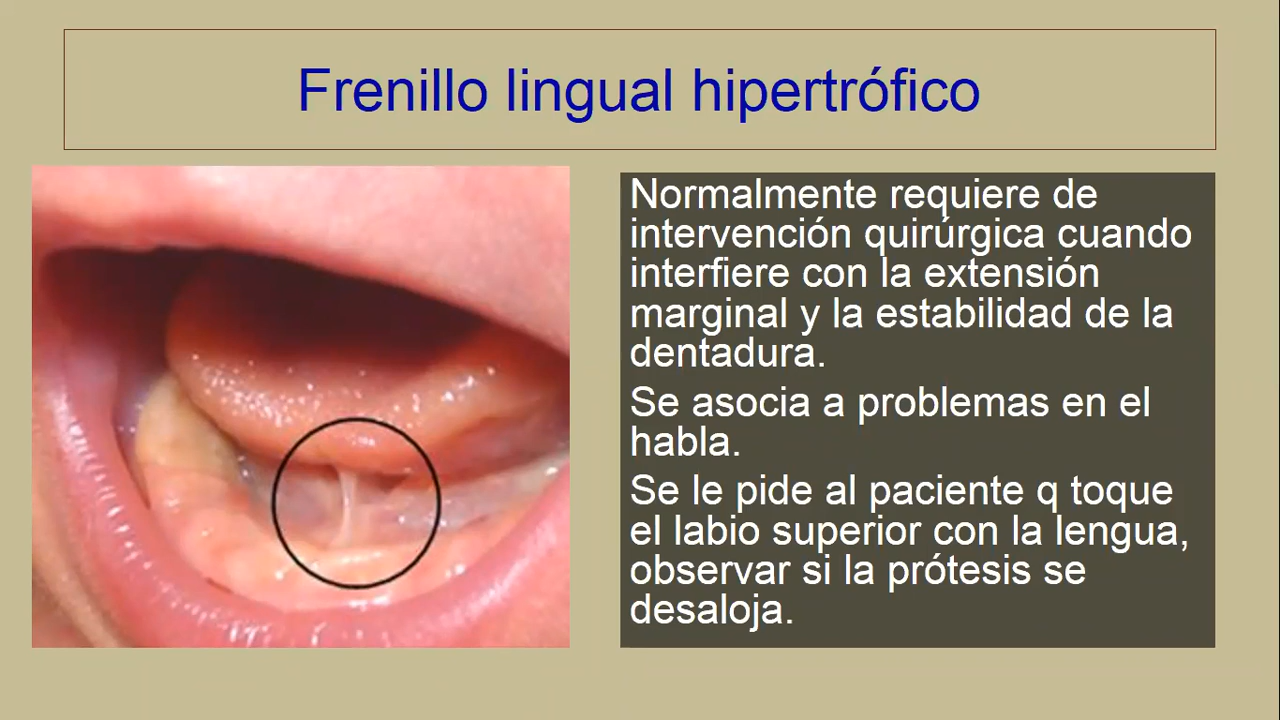 Frenillo lingual hipertrófico
Normalmente requiere de
intervención quirúrgica cuando
interfiere con la extensión
marginal y la estabilidad de la
dentadura.
Se asocia a problemas en el
habla.
Se le pide al paciente q toque
el labio superior con la lengua,
observar si la prótesis se
desaloja.